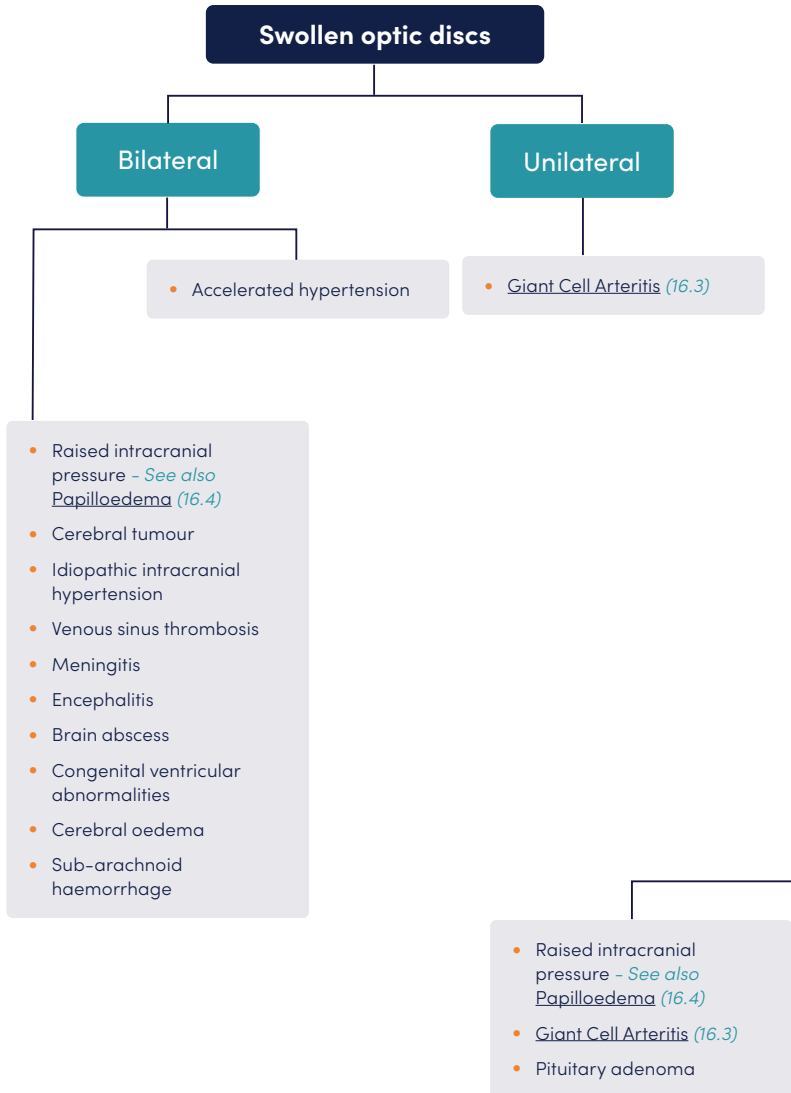 Swollen optic discs
Bilateral
Unilateral
• Accelerated hypertension
• Giant Cell Arteritis (16.3)
• Raised intracranial
pressure - See also
Papilloedema (16.4)
• Cerebral tumour
• Idiopathic intracranial
hypertension
• Venous sinus thrombosis
• Meningitis
• Encephalitis
• Brain abscess
• Congenital ventricular
abnormalities
• Cerebral oedema
• Sub-arachnoid
haemorrhage
• Raised intracranial
pressure - See also
Papilloedema (16.4)
• Giant Cell Arteritis (16.3)
• Pituitary adenoma